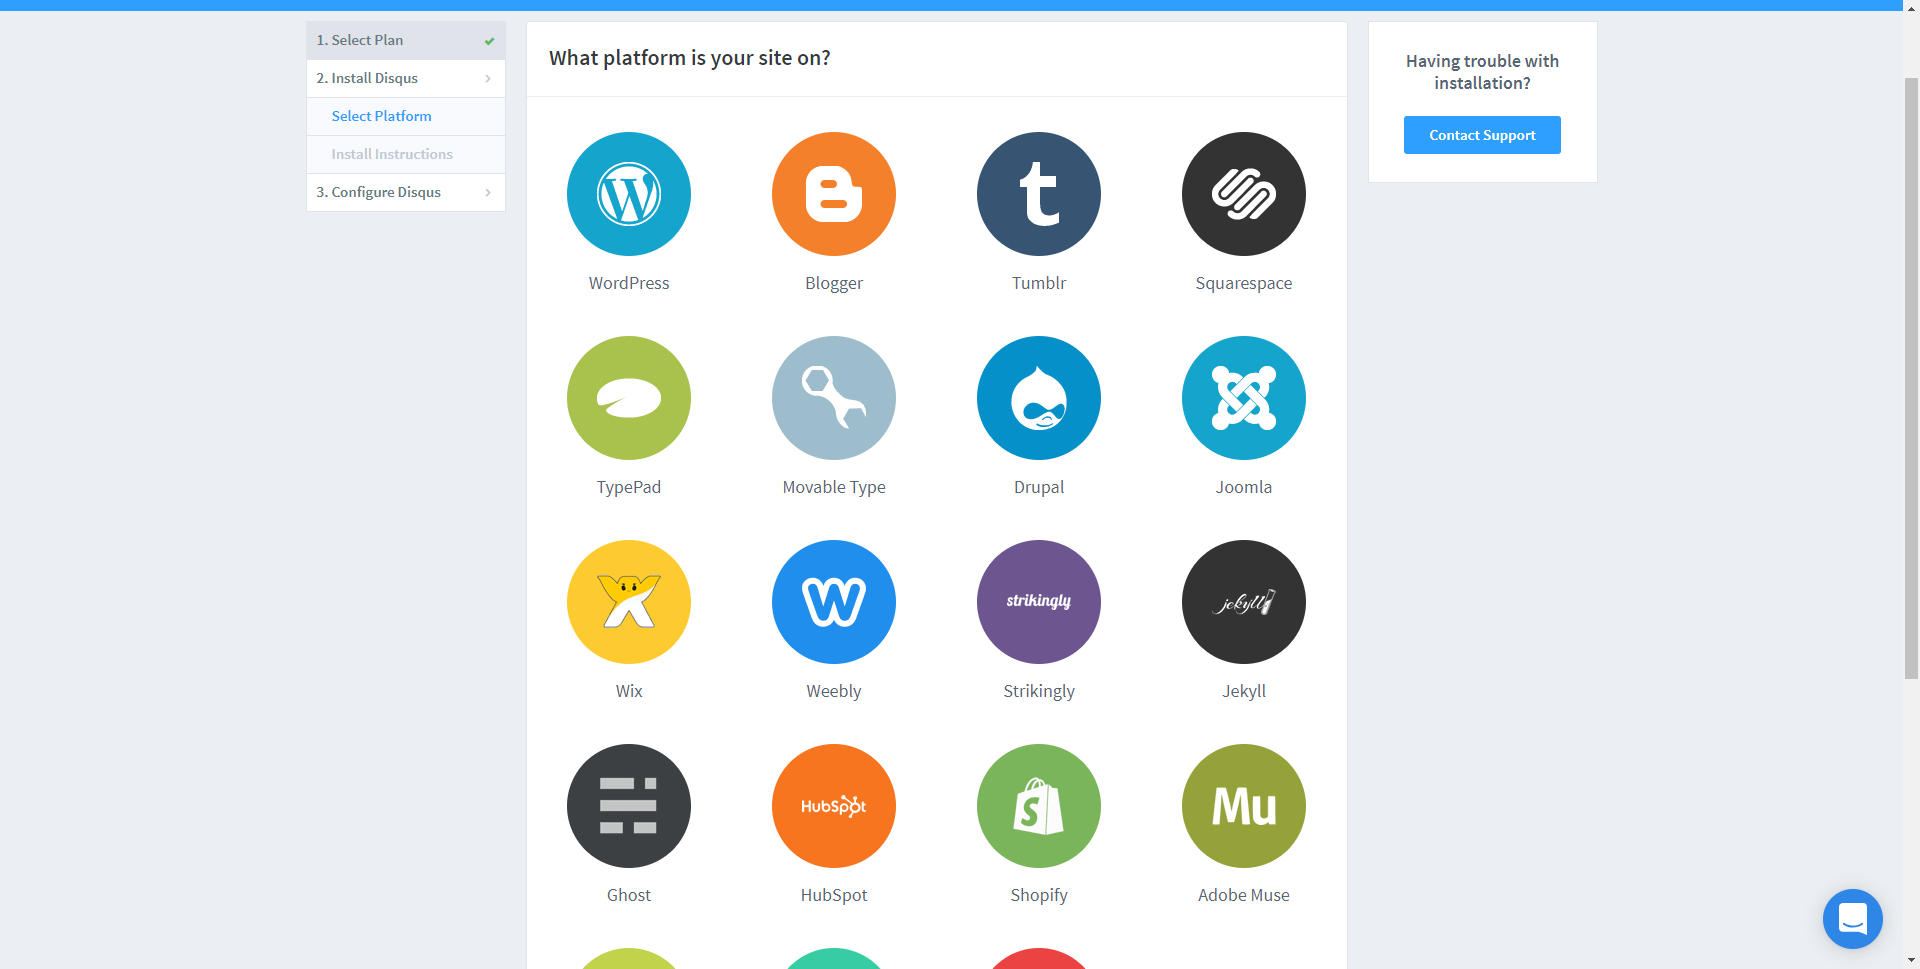 1. Select Plan
2. Install Disqus
Select Platform
Install Instructions
3. Configure Disqus
What platform is your site on?
WordPress
Blogger
Tumblr
Squarespace
TypePad
Movable Type
Drupal
Joomla
strikingly
jekyll
Wix
Weebly
Strikingly
Jekyll
HubSpot
Mu
Ghost
HubSpot
Shopify
Adobe Muse
Having trouble with
installation?
Contact Support